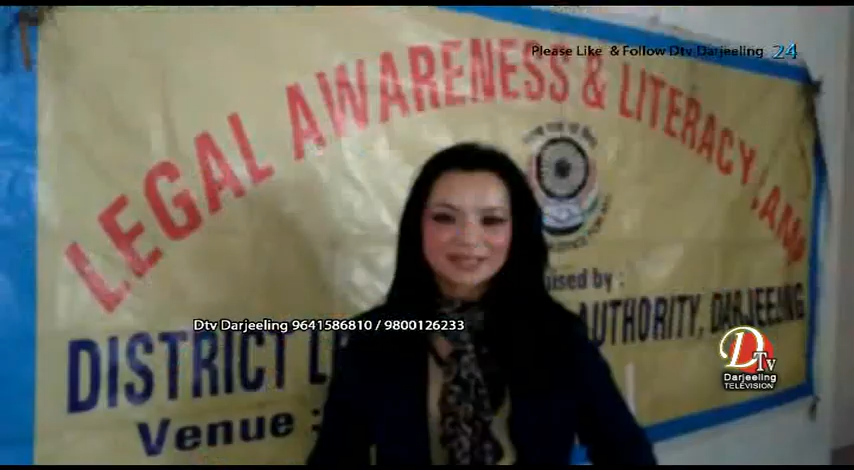 Please Like & Follow Dtv Darjeeling 24
LEGAL AWARENESS & LITERACY CAMP
ised by :
Dtv Darjeeling 9641586810 / 9800126233
DISTRICT L AUTHORITY, DARJEELING
Venue :
DTv
Darjeeling
TELEVISION